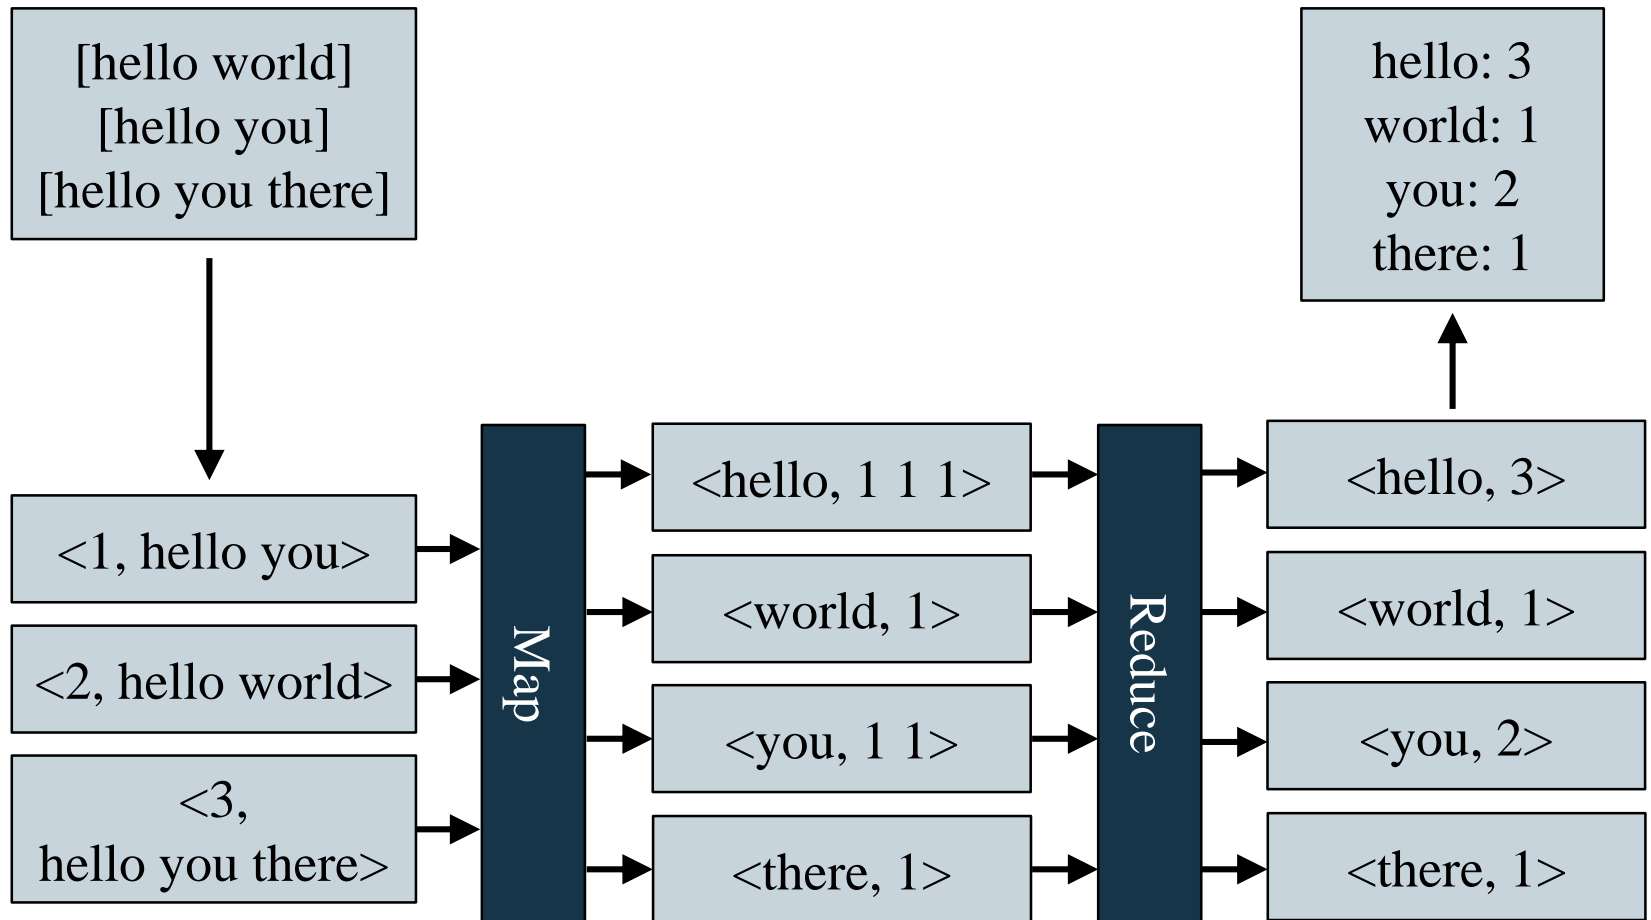 [hello world]
[hello you]
[hello you there]
hello: 3
world: 1
you: 2
there: 1
<1, hello you>
<2, hello world>
<3,
hello you there>
Map
<hello, 1 1 1>
<world, 1>
<you, 1 1>
<there, 1>
Reduce
<hello, 3>
<world, 1>
<you, 2>
<there, 1>